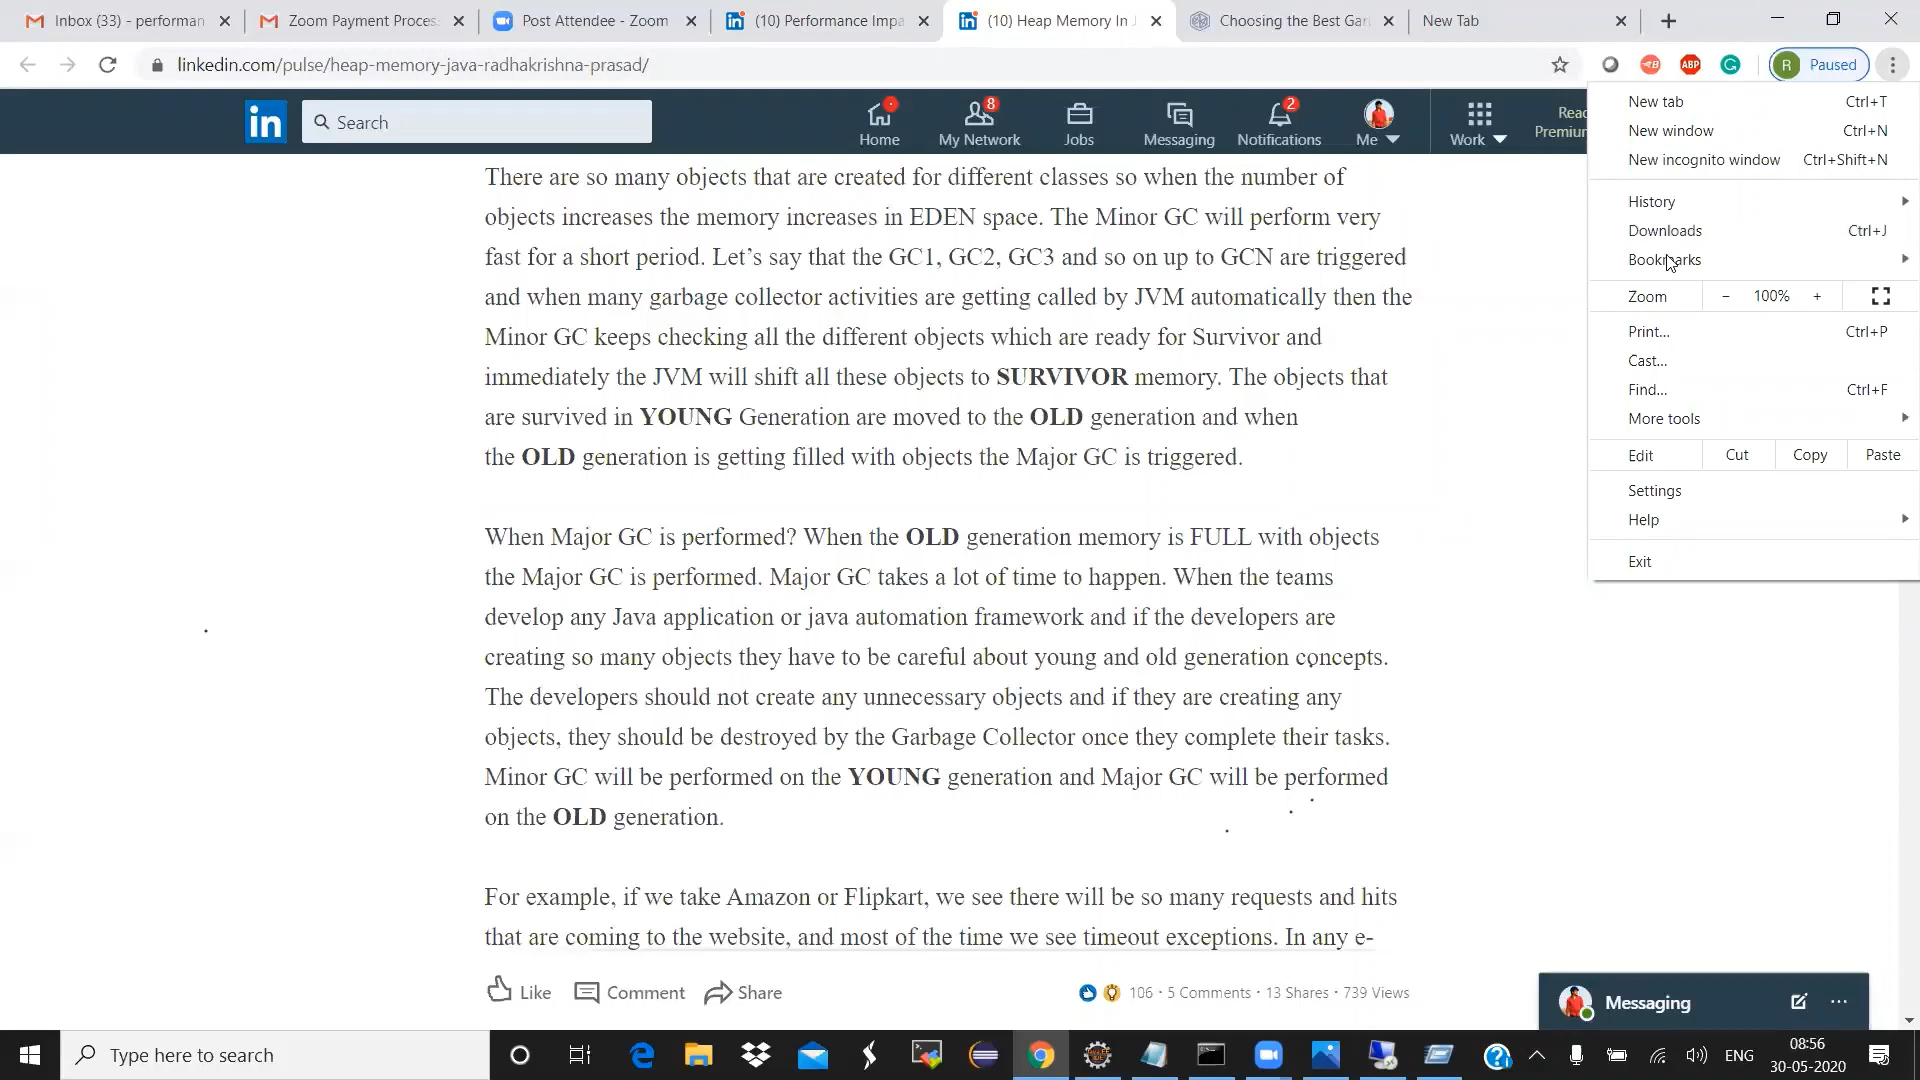 Inbox (33) - performan
Zoom Payment Proces
Post Attendee - Zoom
(10) Performance Impa
(10) Heap Memory In J
Choosing the Best Gar
New Tab
linkedin.com/pulse/heap-memory-java-radhakrishna-prasad/
ABP
R Paused
in
Search
Home
8
My Network
Jobs
Messaging
2
Notifications
Me
Work
Premium
New tab Ctrl+T
New window Ctrl+N
New incognito window Ctrl+Shift+N
History
Downloads Ctrl+J
Bookmarks
Zoom - 100% +
Print... Ctrl+P
Cast...
Find... Ctrl+F
More tools
Edit Cut Copy Paste
Settings
Help
Exit
There are so many objects that are created for different classes so when the number of
objects increases the memory increases in EDEN space. The Minor GC will perform very
fast for a short period. Let’s say that the GC1, GC2, GC3 and so on up to GCN are triggered
and when many garbage collector activities are getting called by JVM automatically then the
Minor GC keeps checking all the different objects which are ready for Survivor and
immediately the JVM will shift all these objects to SURVIVOR memory. The objects that
are survived in YOUNG Generation are moved to the OLD generation and when
the OLD generation is getting filled with objects the Major GC is triggered.
When Major GC is performed? When the OLD generation memory is FULL with objects
the Major GC is performed. Major GC takes a lot of time to happen. When the teams
develop any Java application or java automation framework and if the developers are
creating so many objects they have to be careful about young and old generation concepts.
The developers should not create any unnecessary objects and if they are creating any
objects, they should be destroyed by the Garbage Collector once they complete their tasks.
Minor GC will be performed on the YOUNG generation and Major GC will be performed
on the OLD generation.
For example, if we take Amazon or Flipkart, we see there will be so many requests and hits
that are coming to the website, and most of the time we see timeout exceptions. In any e-
Like
Comment
Share
106 · 5 Comments · 13 Shares · 739 Views
Messaging
Type here to search
ENG
08:56
30-05-2020